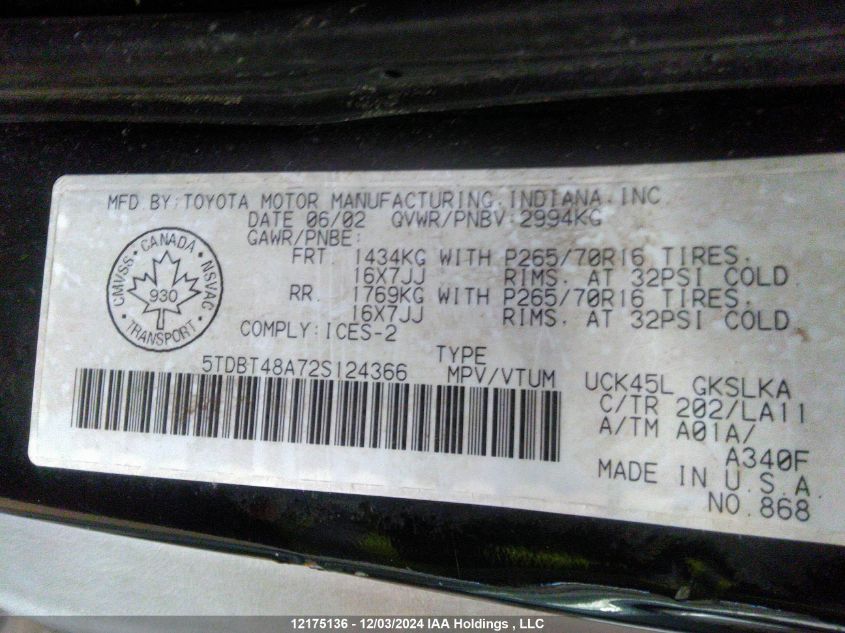 MFD.BY:TOYOTA MOTOR MANUFACTURING,INDIANA,INC.
DATE 06/02 GVWR/PNBV:2994KG
GAWR/PNBE:
FRT. 1434KG WITH P265/70R16 TIRES.
16X7JJ RIMS. AT 32PSI COLD
RR. 1769KG WITH P265/70R16 TIRES.
16X7JJ RIMS. AT 32PSI COLD
COMPLY:ICES-2
CANADA
CMVSS · NSVAC
930
TRANSPORT
5TDBT48A72S124366
TYPE
MPV/VTUM
UCK45L GKSLKA
C/TR 202/LA11
A/TM A01A/
A340F
MADE IN U.S.A.
NO.868
12175136 - 12/03/2024 IAA Holdings , LLC